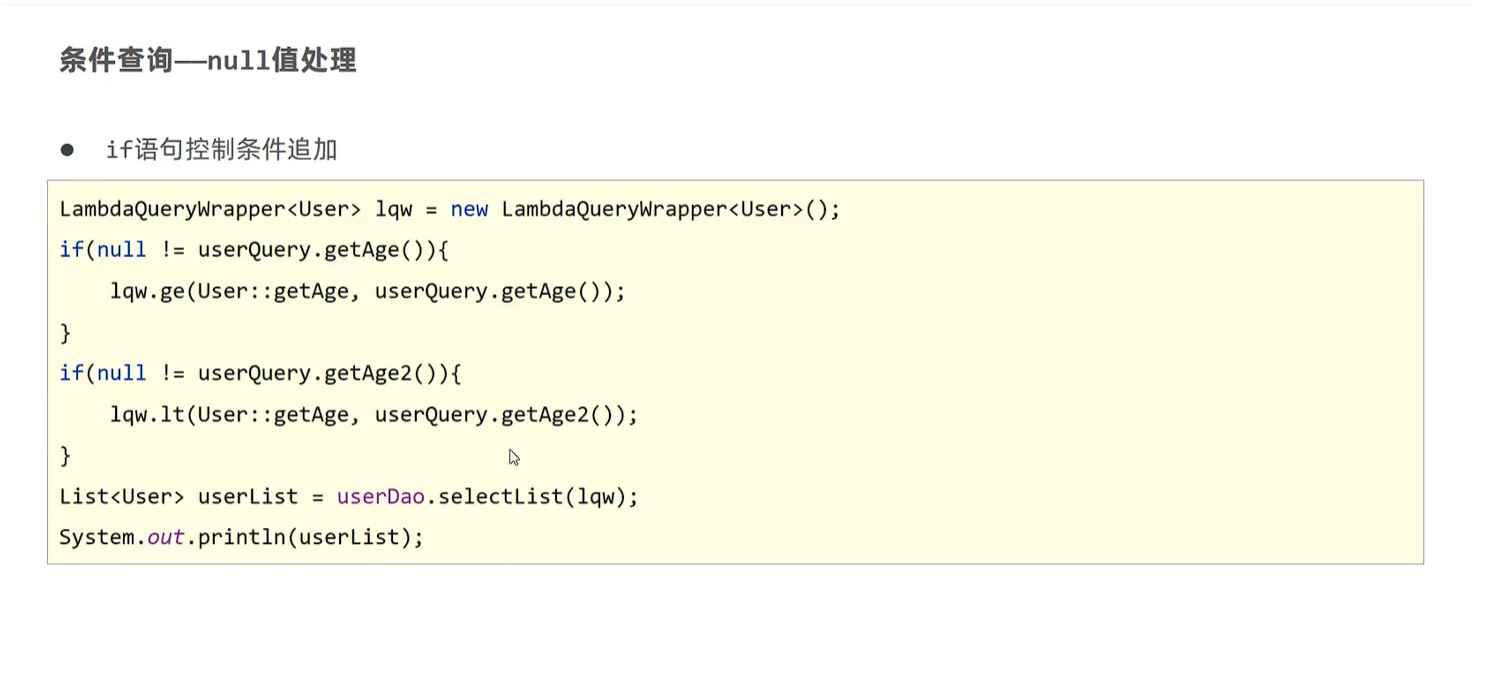 条件查询——null值处理
● if语句控制条件追加
LambdaQueryWrapper<User> lqw = new LambdaQueryWrapper<User>();
if(null != userQuery.getAge()){
    lqw.ge(User::getAge, userQuery.getAge());
}
if(null != userQuery.getAge2()){
    lqw.lt(User::getAge, userQuery.getAge2());
}
List<User> userList = userDao.selectList(lqw);
System.out.println(userList);